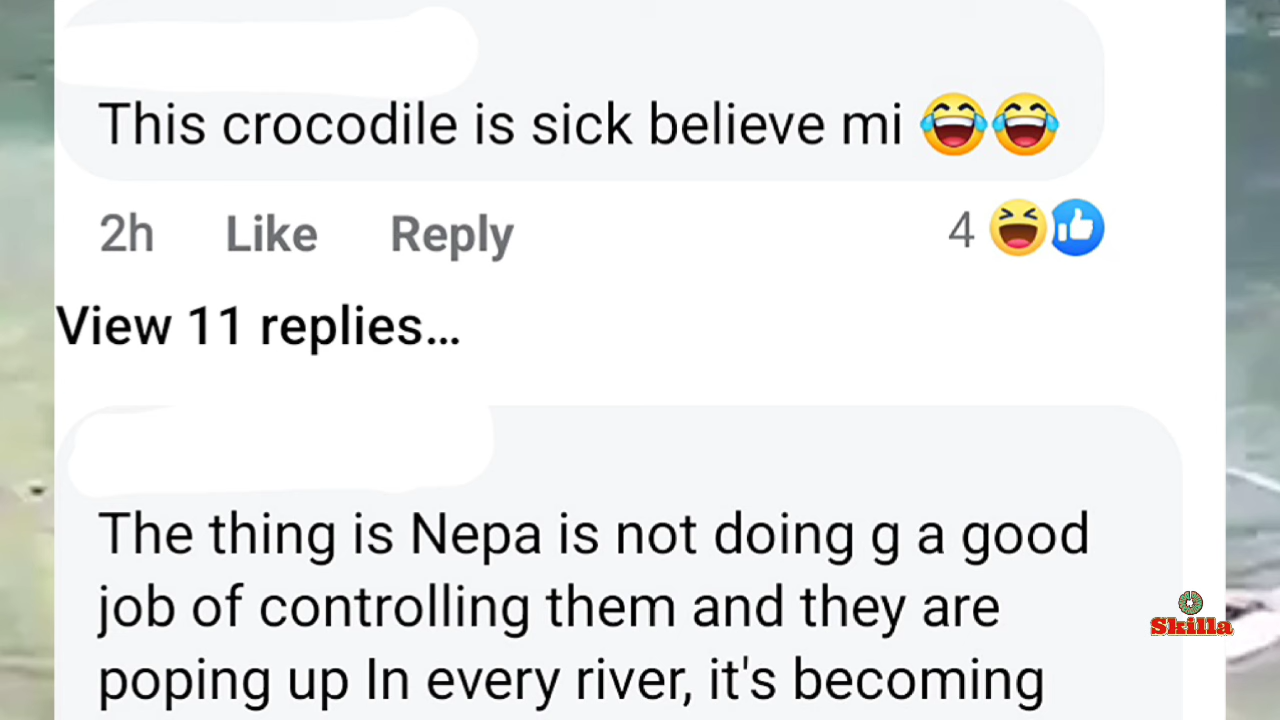 This crocodile is sick believe mi 😂😂
2h Like Reply 4
View 11 replies...
The thing is Nepa is not doing g a good
job of controlling them and they are
poping up In every river, it's becoming
Skilla